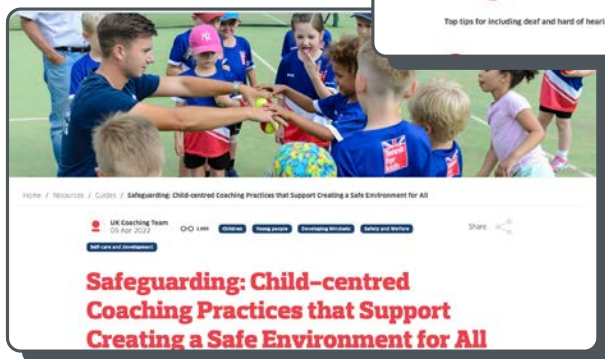 Top tips for including deaf and hard of heari
Home / Resources / Guides / Safeguarding: Child-centred Coaching Practices that Support Creating a Safe Environment for All
UK Coaching Team
05 Apr 2022
Children
Young people
Developing Mindsets
Safety and Welfare
Share
Self-care and development
Safeguarding: Child-centred
Coaching Practices that Support
Creating a Safe Environment for All